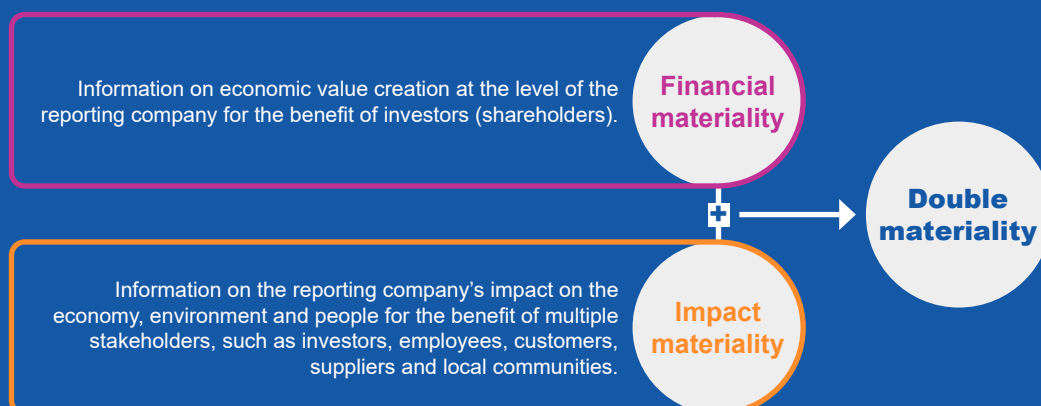 Information on economic value creation at the level of the
reporting company for the benefit of investors (shareholders).
Financial
materiality
+
Double
materiality
Information on the reporting company’s impact on the
economy, environment and people for the benefit of multiple
stakeholders, such as investors, employees, customers,
suppliers and local communities.
Impact
materiality